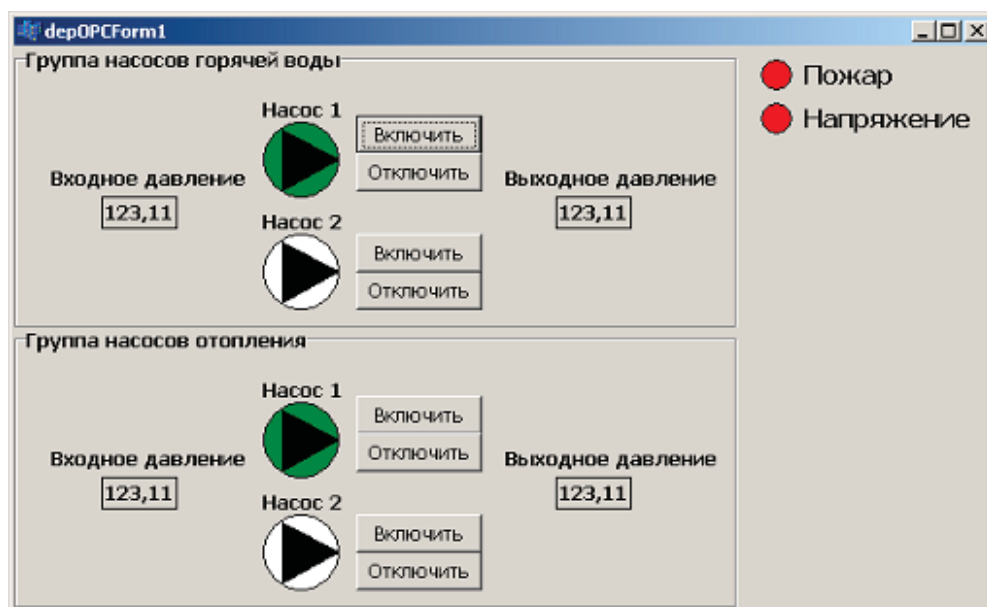 depOPCForm1
Группа насосов горячей воды
Насос 1
Включить
Отключить
Входное давление
123,11
Выходное давление
123,11
Насос 2
Включить
Отключить
Группа насосов отопления
Насос 1
Включить
Отключить
Входное давление
123,11
Выходное давление
123,11
Насос 2
Включить
Отключить
Пожар
Напряжение